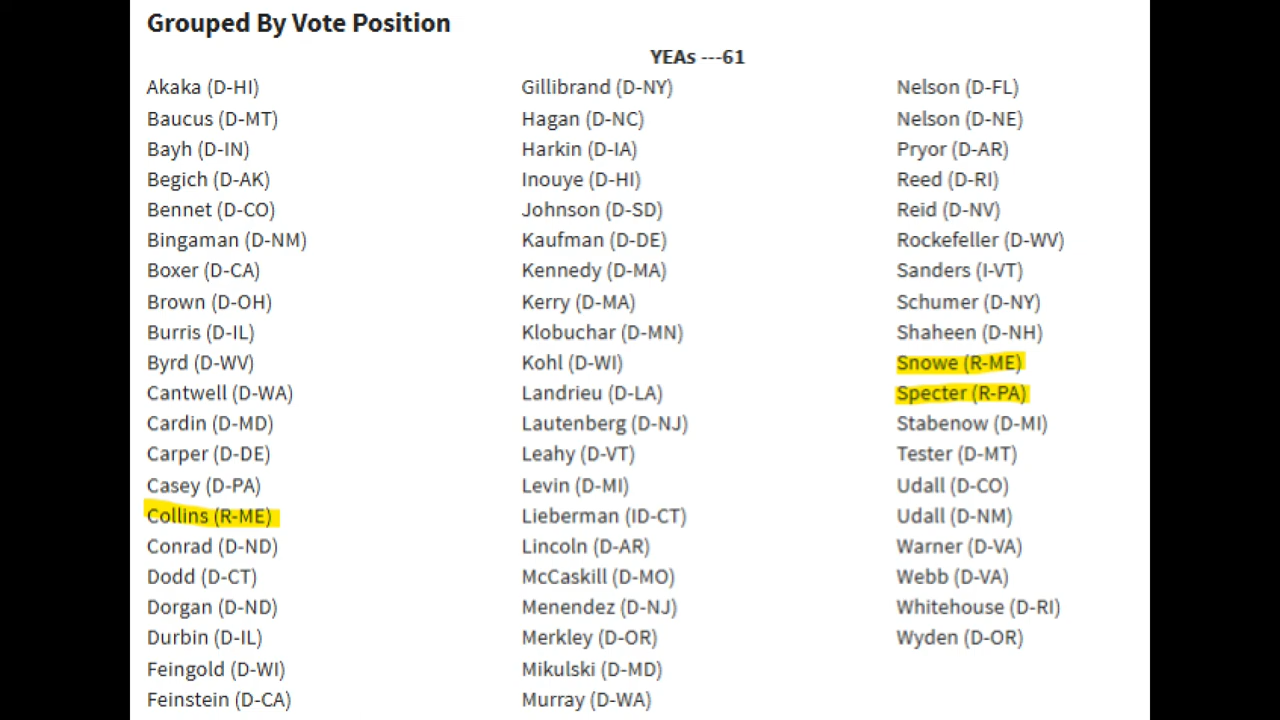 Grouped By Vote Position
YEAs ---61
Akaka (D-HI)
Baucus (D-MT)
Bayh (D-IN)
Begich (D-AK)
Bennet (D-CO)
Bingaman (D-NM)
Boxer (D-CA)
Brown (D-OH)
Burris (D-IL)
Byrd (D-WV)
Cantwell (D-WA)
Cardin (D-MD)
Carper (D-DE)
Casey (D-PA)
Collins (R-ME)
Conrad (D-ND)
Dodd (D-CT)
Dorgan (D-ND)
Durbin (D-IL)
Feingold (D-WI)
Feinstein (D-CA)
Gillibrand (D-NY)
Hagan (D-NC)
Harkin (D-IA)
Inouye (D-HI)
Johnson (D-SD)
Kaufman (D-DE)
Kennedy (D-MA)
Kerry (D-MA)
Klobuchar (D-MN)
Kohl (D-WI)
Landrieu (D-LA)
Lautenberg (D-NJ)
Leahy (D-VT)
Levin (D-MI)
Lieberman (ID-CT)
Lincoln (D-AR)
McCaskill (D-MO)
Menendez (D-NJ)
Merkley (D-OR)
Mikulski (D-MD)
Murray (D-WA)
Nelson (D-FL)
Nelson (D-NE)
Pryor (D-AR)
Reed (D-RI)
Reid (D-NV)
Rockefeller (D-WV)
Sanders (I-VT)
Schumer (D-NY)
Shaheen (D-NH)
Snowe (R-ME)
Specter (R-PA)
Stabenow (D-MI)
Tester (D-MT)
Udall (D-CO)
Udall (D-NM)
Warner (D-VA)
Webb (D-VA)
Whitehouse (D-RI)
Wyden (D-OR)